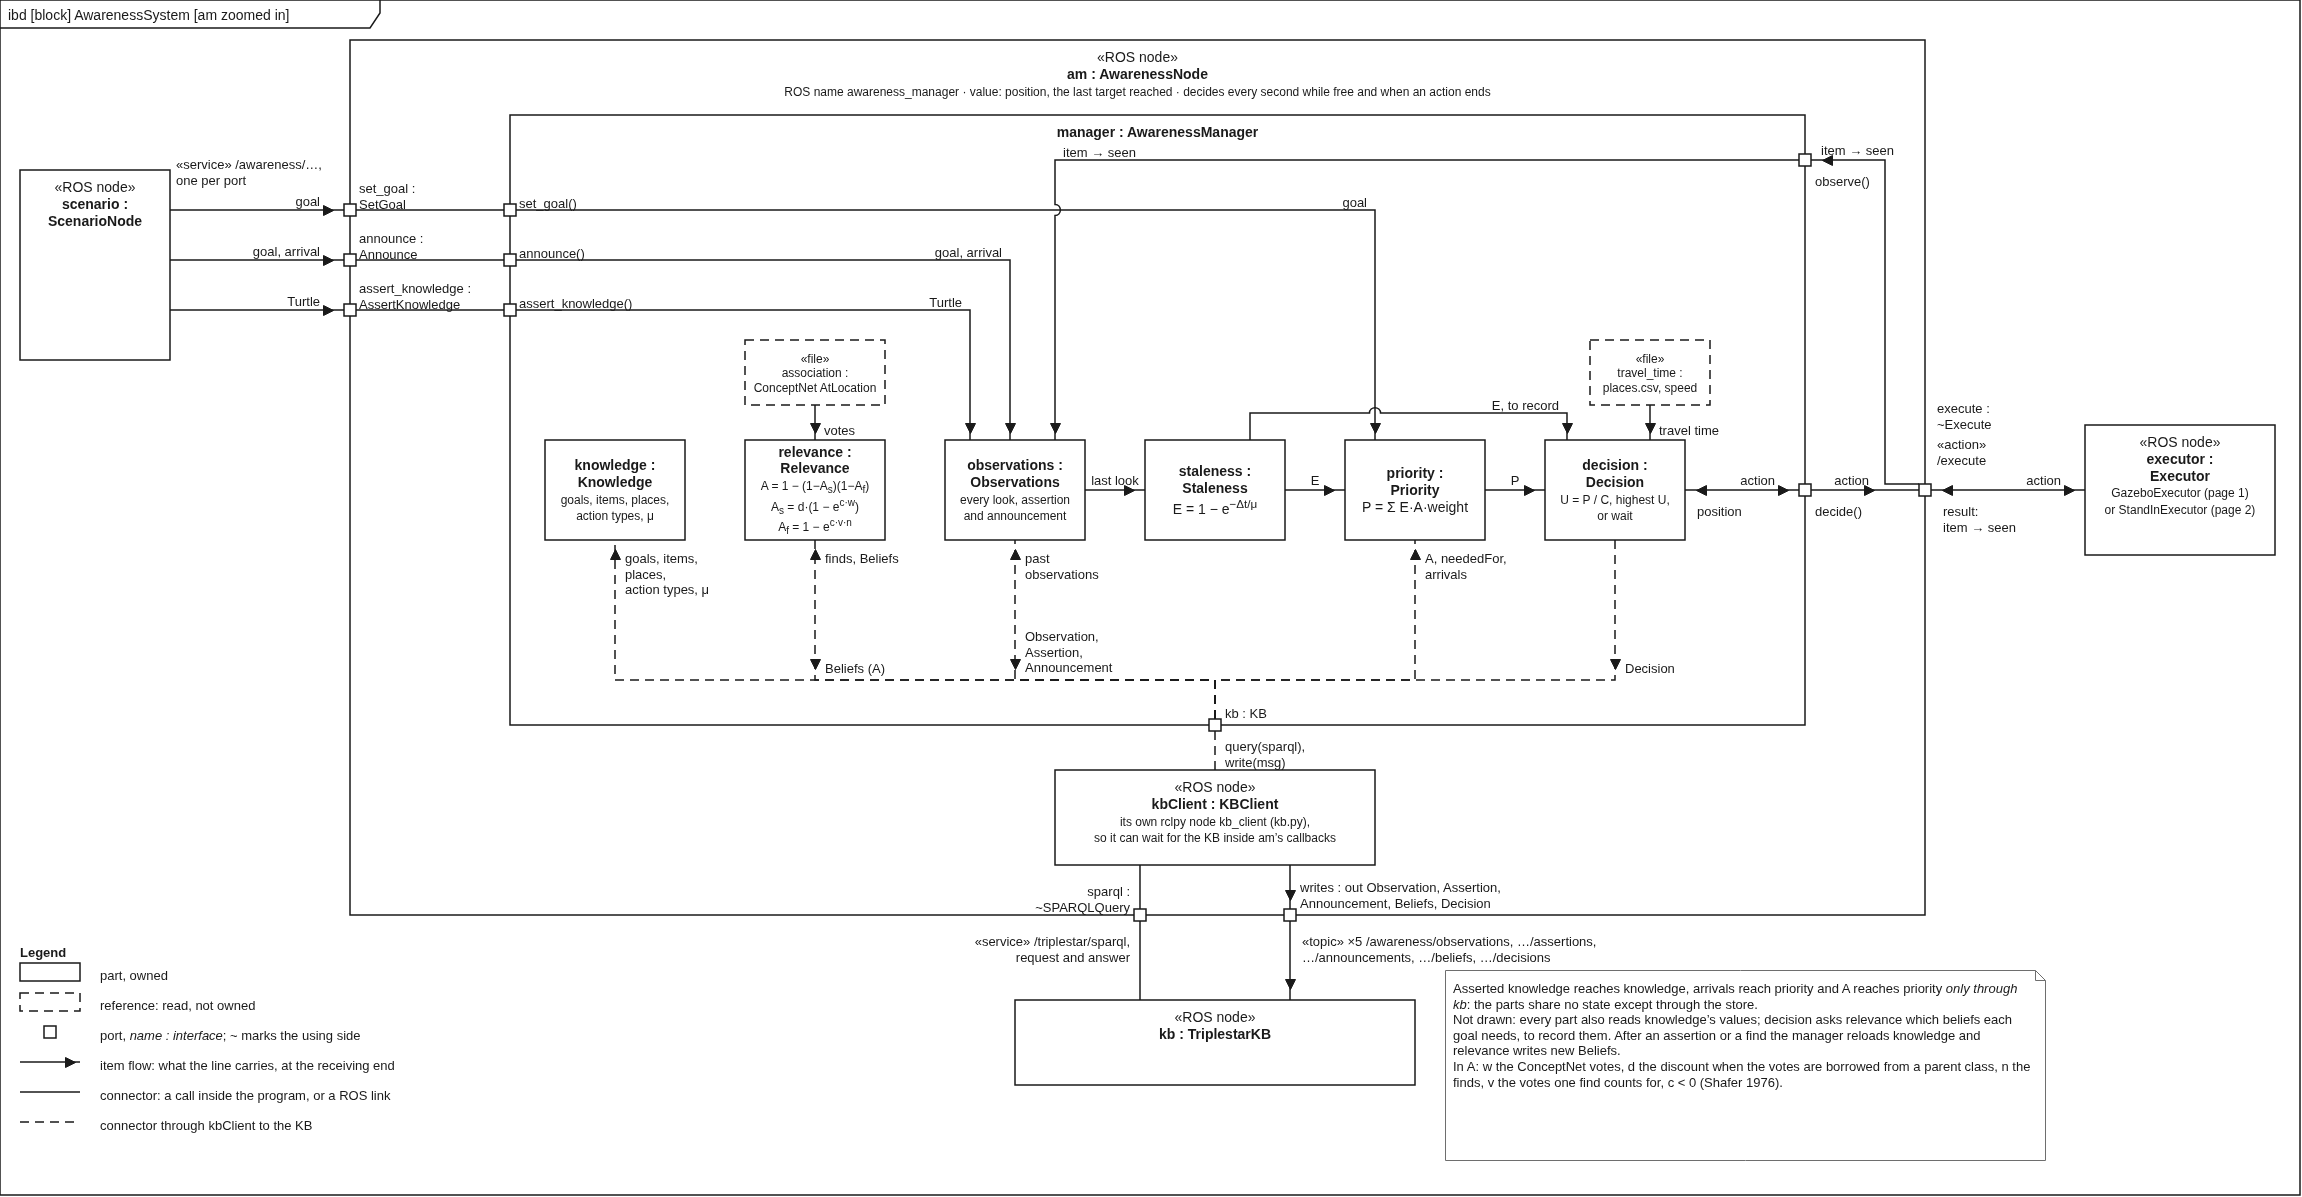 ibd [block] AwarenessSystem [am zoomed in]
«ROS node»
am : AwarenessNode
ROS name awareness_manager · value: position, the last target reached · decides every second while free and when an action ends
manager : AwarenessManager
item → seen
item → seen
observe()
«service» /awareness/…,
one per port
«ROS node»
scenario :
ScenarioNode
goal
set_goal :
SetGoal
set_goal()
goal
goal, arrival
announce :
Announce
announce()
goal, arrival
Turtle
assert_knowledge :
AssertKnowledge
assert_knowledge()
Turtle
«file»
association :
ConceptNet AtLocation
votes
«file»
travel_time :
places.csv, speed
travel time
E, to record
knowledge :
Knowledge
goals, items, places,
action types, μ
relevance :
Relevance
A = 1 − (1−As)(1−Af)
As = d·(1 − e^c·w)
Af = 1 − e^c·v·n
observations :
Observations
every look, assertion
and announcement
last look
staleness :
Staleness
E = 1 − e^−Δt/μ
E
priority :
Priority
P = Σ E·A·weight
P
decision :
Decision
U = P / C, highest U,
or wait
action
position
action
decide()
execute :
~Execute
«action»
/execute
action
result:
item → seen
«ROS node»
executor :
Executor
GazeboExecutor (page 1)
or StandInExecutor (page 2)
goals, items,
places,
action types, μ
finds, Beliefs
past
observations
A, neededFor,
arrivals
Beliefs (A)
Observation,
Assertion,
Announcement
Decision
kb : KB
query(sparql),
write(msg)
«ROS node»
kbClient : KBClient
its own rclpy node kb_client (kb.py),
so it can wait for the KB inside am’s callbacks
sparql :
~SPARQLQuery
writes : out Observation, Assertion,
Announcement, Beliefs, Decision
«service» /triplestar/sparql,
request and answer
«topic» ×5 /awareness/observations, …/assertions,
…/announcements, …/beliefs, …/decisions
«ROS node»
kb : TriplestarKB
Legend
part, owned
reference: read, not owned
port, name : interface; ~ marks the using side
item flow: what the line carries, at the receiving end
connector: a call inside the program, or a ROS link
connector through kbClient to the KB
Asserted knowledge reaches knowledge, arrivals reach priority and A reaches priority only through
kb: the parts share no state except through the store.
Not drawn: every part also reads knowledge’s values; decision asks relevance which beliefs each
goal needs, to record them. After an assertion or a find the manager reloads knowledge and
relevance writes new Beliefs.
In A: w the ConceptNet votes, d the discount when the votes are borrowed from a parent class, n the
finds, v the votes one find counts for, c < 0 (Shafer 1976).